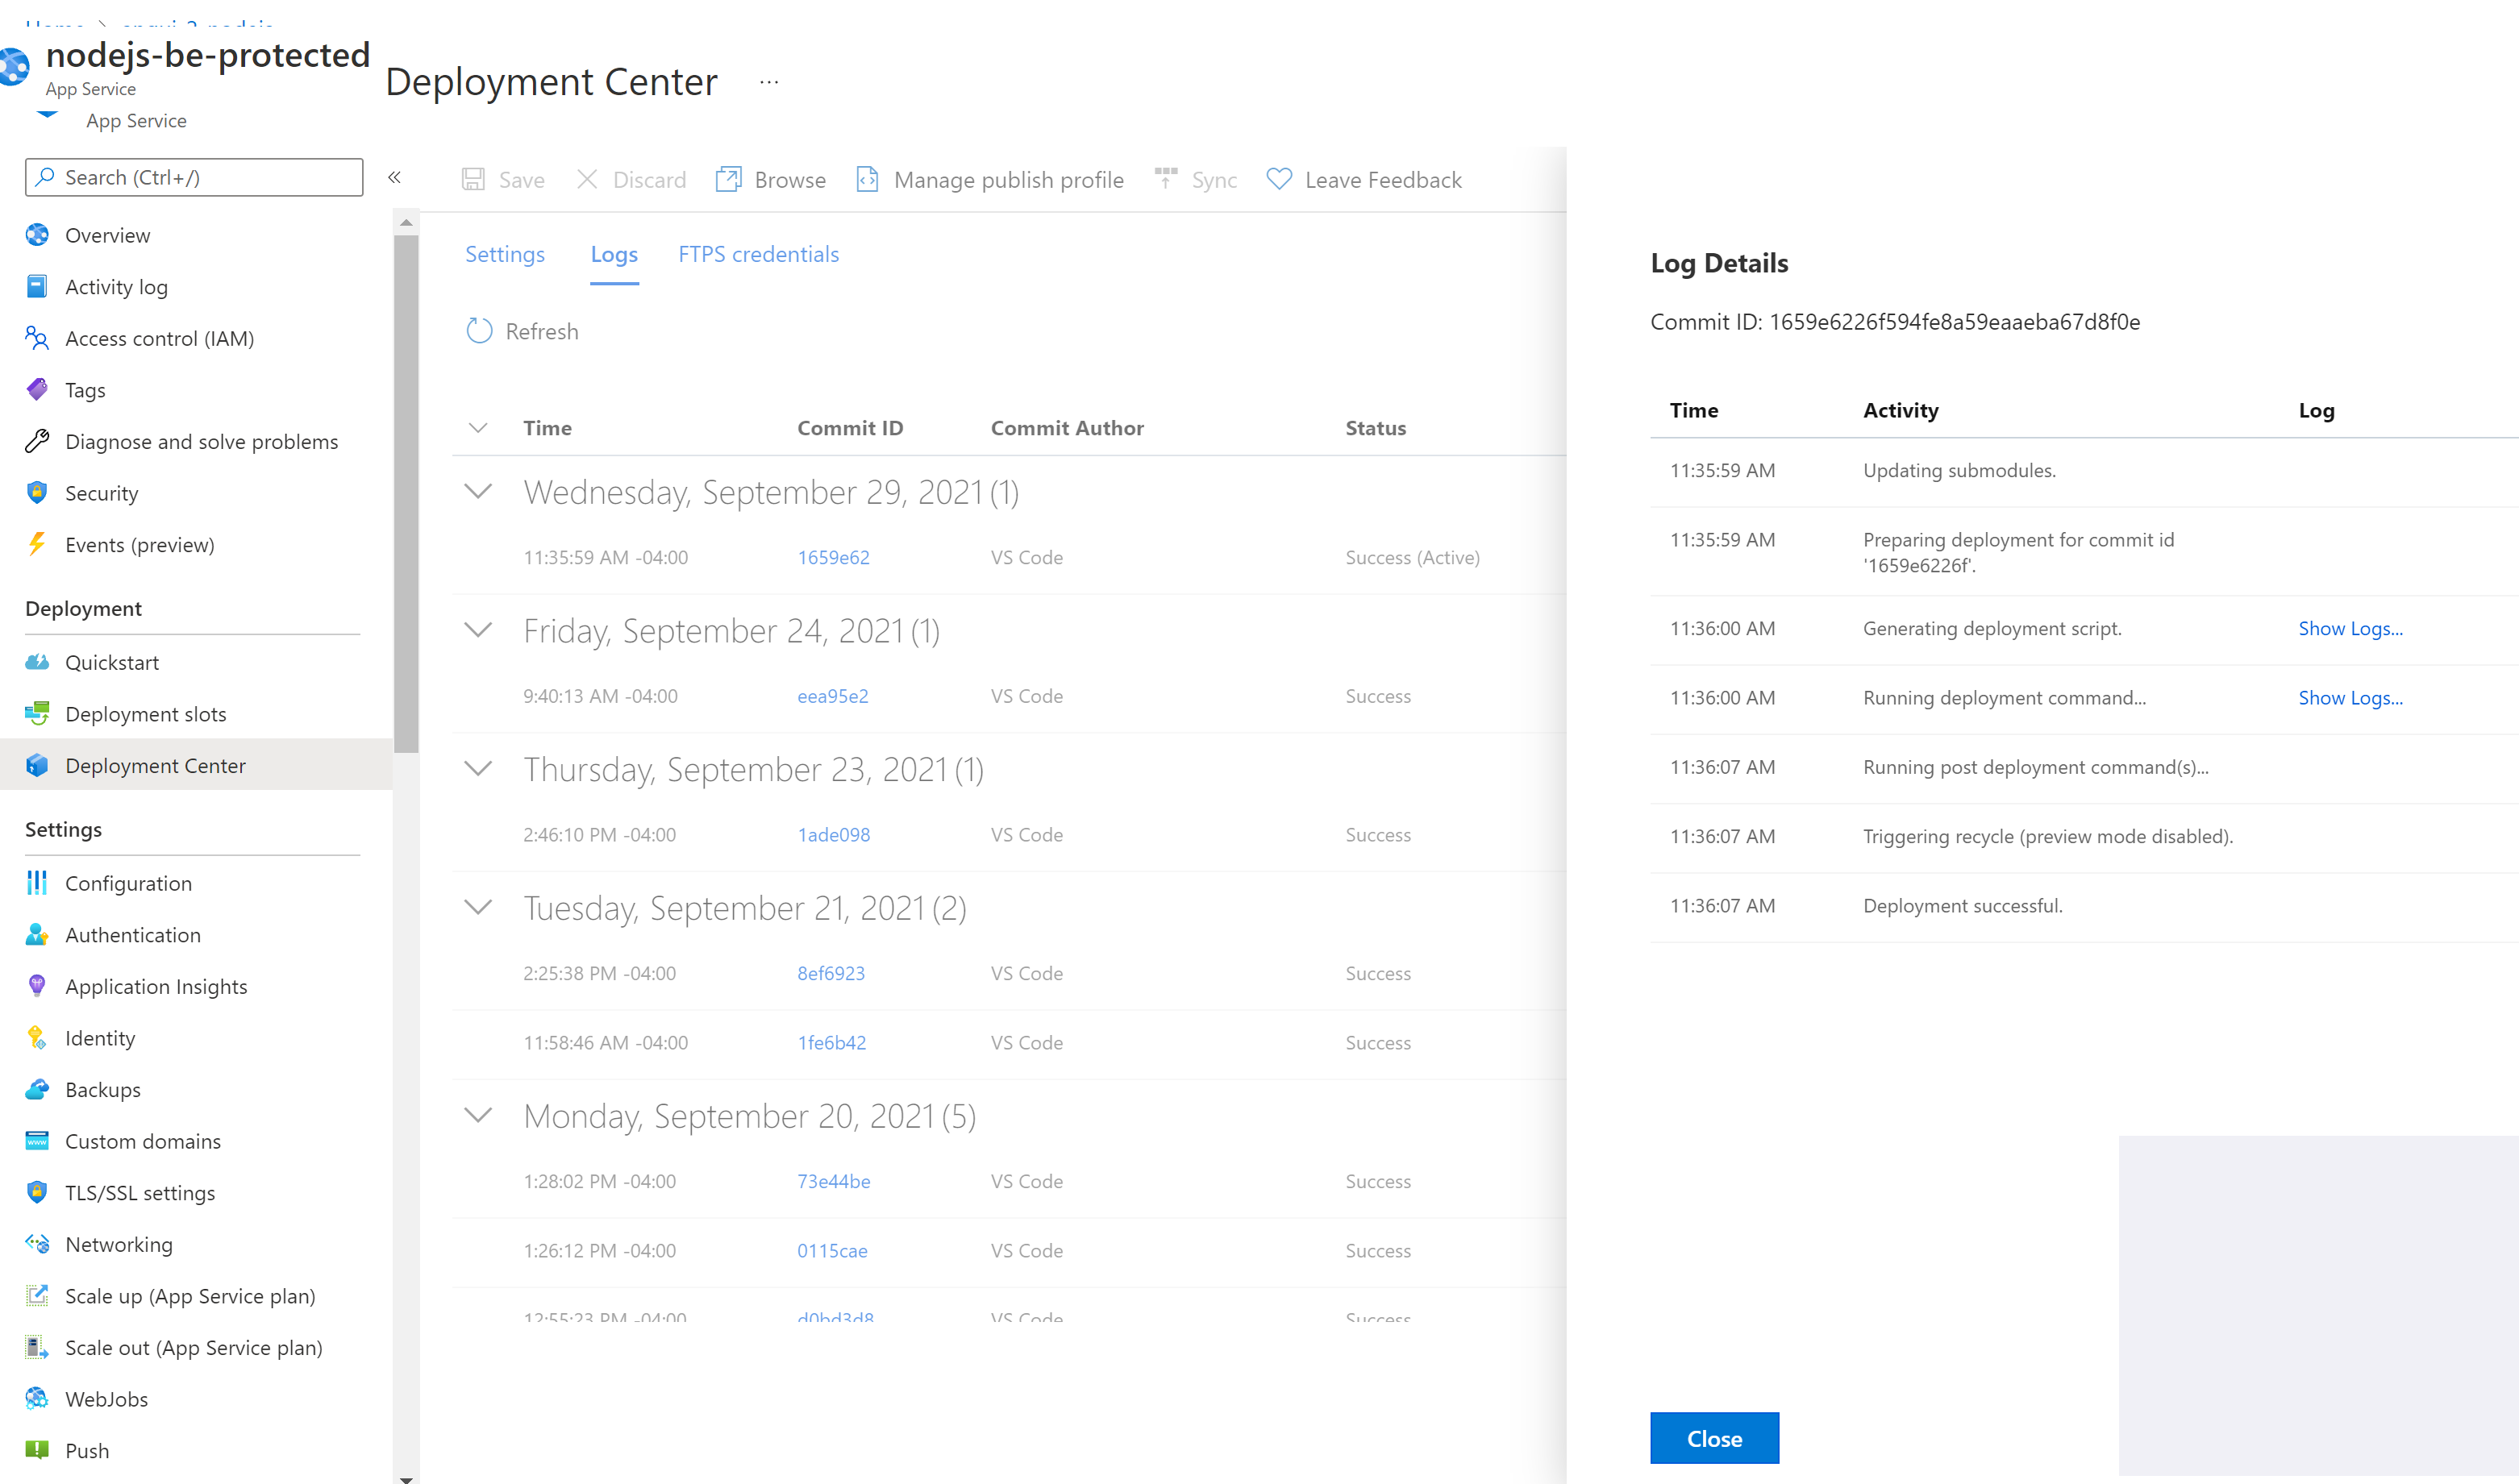 nodejs-be-protected
App Service
Deployment Center ...
App Service
Search (Ctrl+/)
«
Save Discard Browse Manage publish profile Sync Leave Feedback
Overview
Activity log
Access control (IAM)
Tags
Diagnose and solve problems
Security
Events (preview)
Deployment
Quickstart
Deployment slots
Deployment Center
Settings
Configuration
Authentication
Application Insights
Identity
Backups
Custom domains
TLS/SSL settings
Networking
Scale up (App Service plan)
Scale out (App Service plan)
WebJobs
Push
Settings Logs FTPS credentials
Refresh
Time Commit ID Commit Author Status
Wednesday, September 29, 2021 (1)
11:35:59 AM -04:00 1659e62 VS Code Success (Active)
Friday, September 24, 2021 (1)
9:40:13 AM -04:00 eea95e2 VS Code Success
Thursday, September 23, 2021 (1)
2:46:10 PM -04:00 1ade098 VS Code Success
Tuesday, September 21, 2021 (2)
2:25:38 PM -04:00 8ef6923 VS Code Success
11:58:46 AM -04:00 1fe6b42 VS Code Success
Monday, September 20, 2021 (5)
1:28:02 PM -04:00 73e44be VS Code Success
1:26:12 PM -04:00 0115cae VS Code Success
12:55:23 PM -04:00 d0bd3d8 VS Code Success
Log Details
Commit ID: 1659e6226f594fe8a59eaaeba67d8f0e
Time Activity Log
11:35:59 AM Updating submodules.
11:35:59 AM Preparing deployment for commit id
'1659e6226f'.
11:36:00 AM Generating deployment script. Show Logs...
11:36:00 AM Running deployment command... Show Logs...
11:36:07 AM Running post deployment command(s)...
11:36:07 AM Triggering recycle (preview mode disabled).
11:36:07 AM Deployment successful.
Close